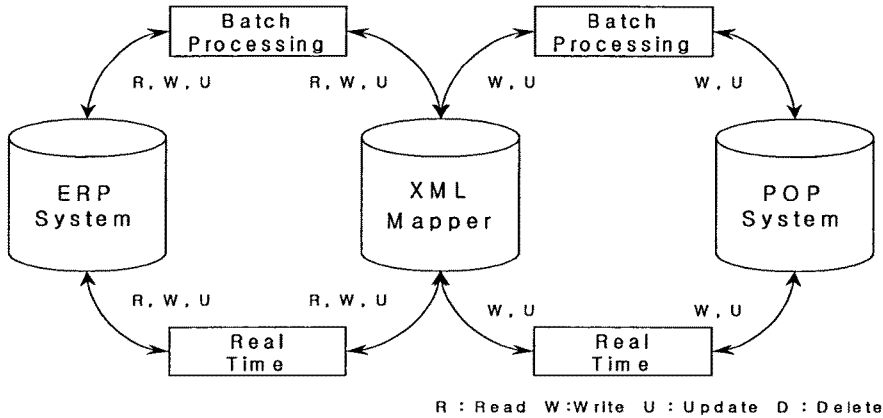 Batch
Processing
Batch
Processing
R, W, U
R, W, U
W, U
W, U
ERP
System
XML
Mapper
POP
System
R, W, U
R, W, U
W, U
W, U
Real
Time
Real
Time
R : Read W:Write U : Update D : Delete